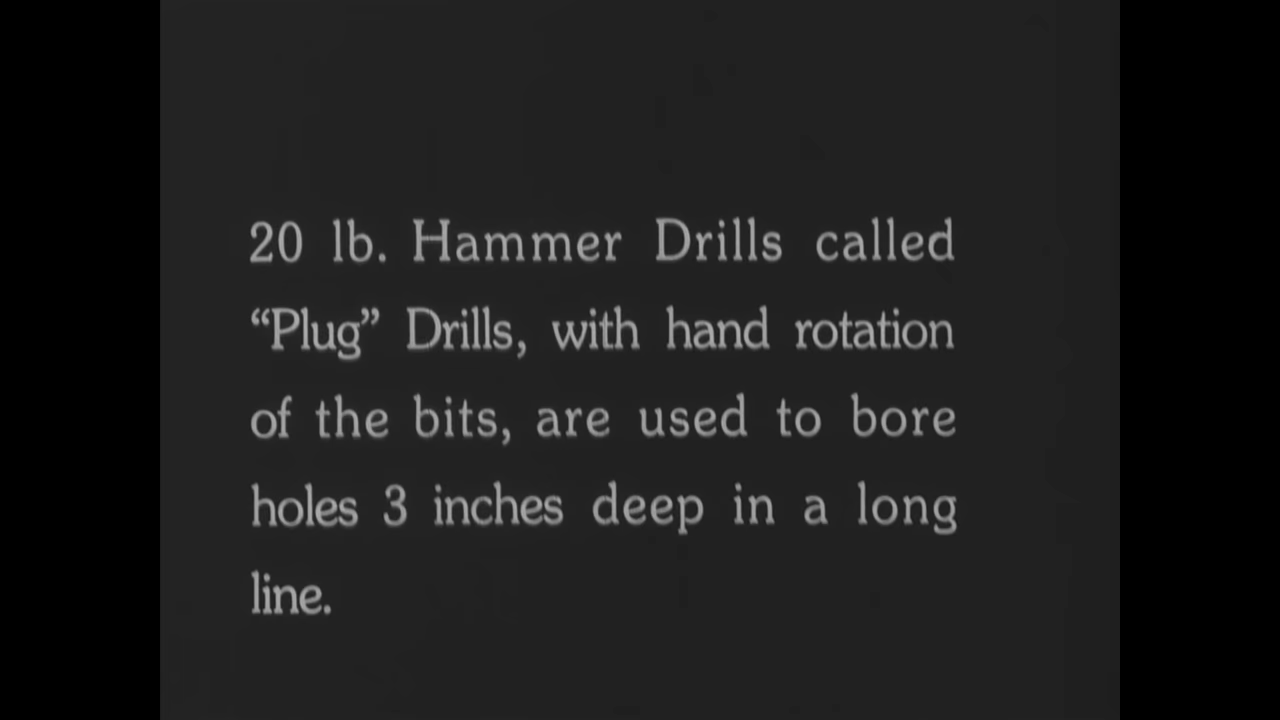 20 lb. Hammer Drills called
“Plug” Drills, with hand rotation
of the bits, are used to bore
holes 3 inches deep in a long
line.